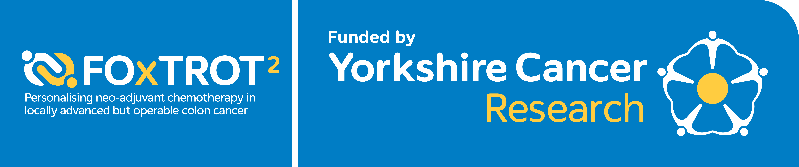 FOxTROT²
Personalising neo-adjuvant chemotherapy in
locally advanced but operable colon cancer
Funded by
Yorkshire Cancer
Research